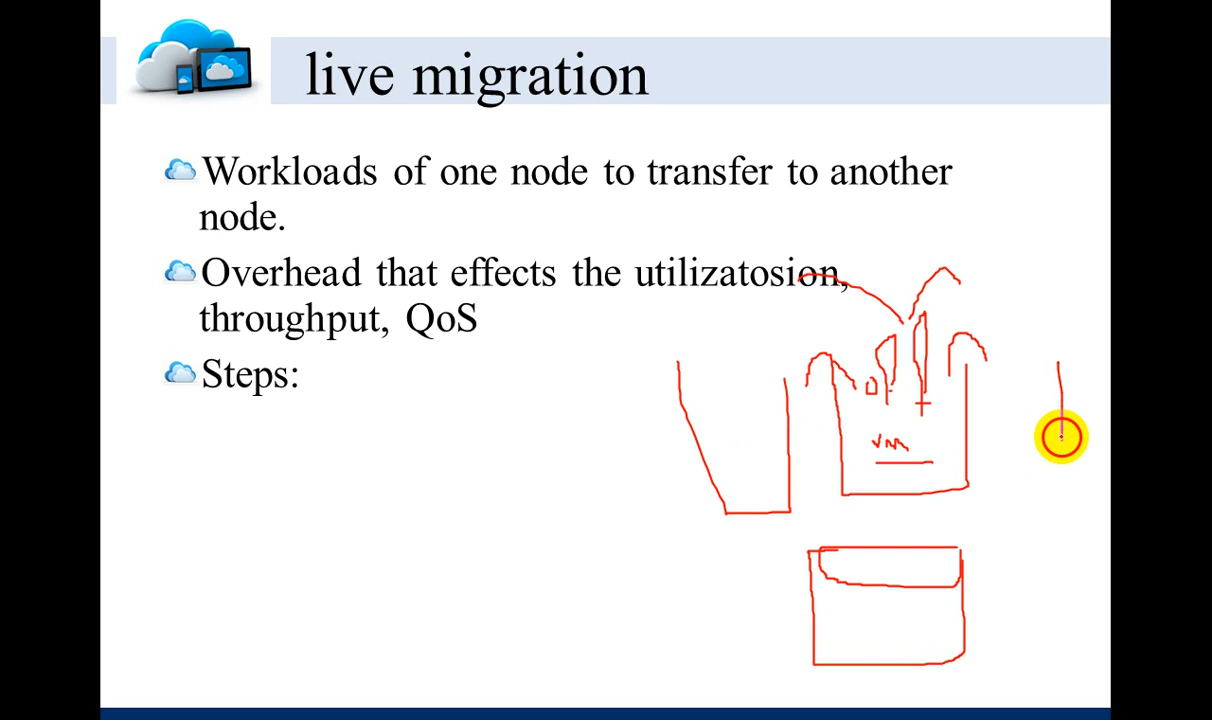 live migration
Workloads of one node to transfer to another
node.
Overhead that effects the utilizatosion,
throughput, QoS
Steps:
vm